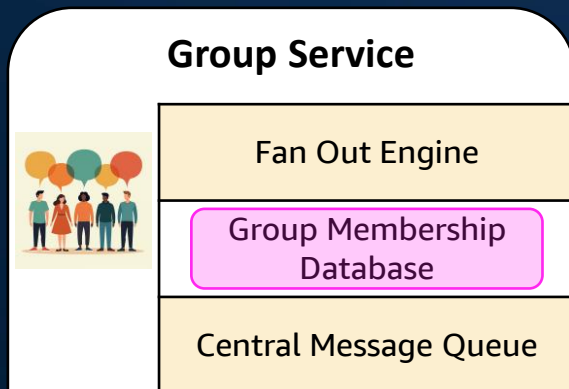 Group Service
Fan Out Engine
Group Membership
Database
Central Message Queue